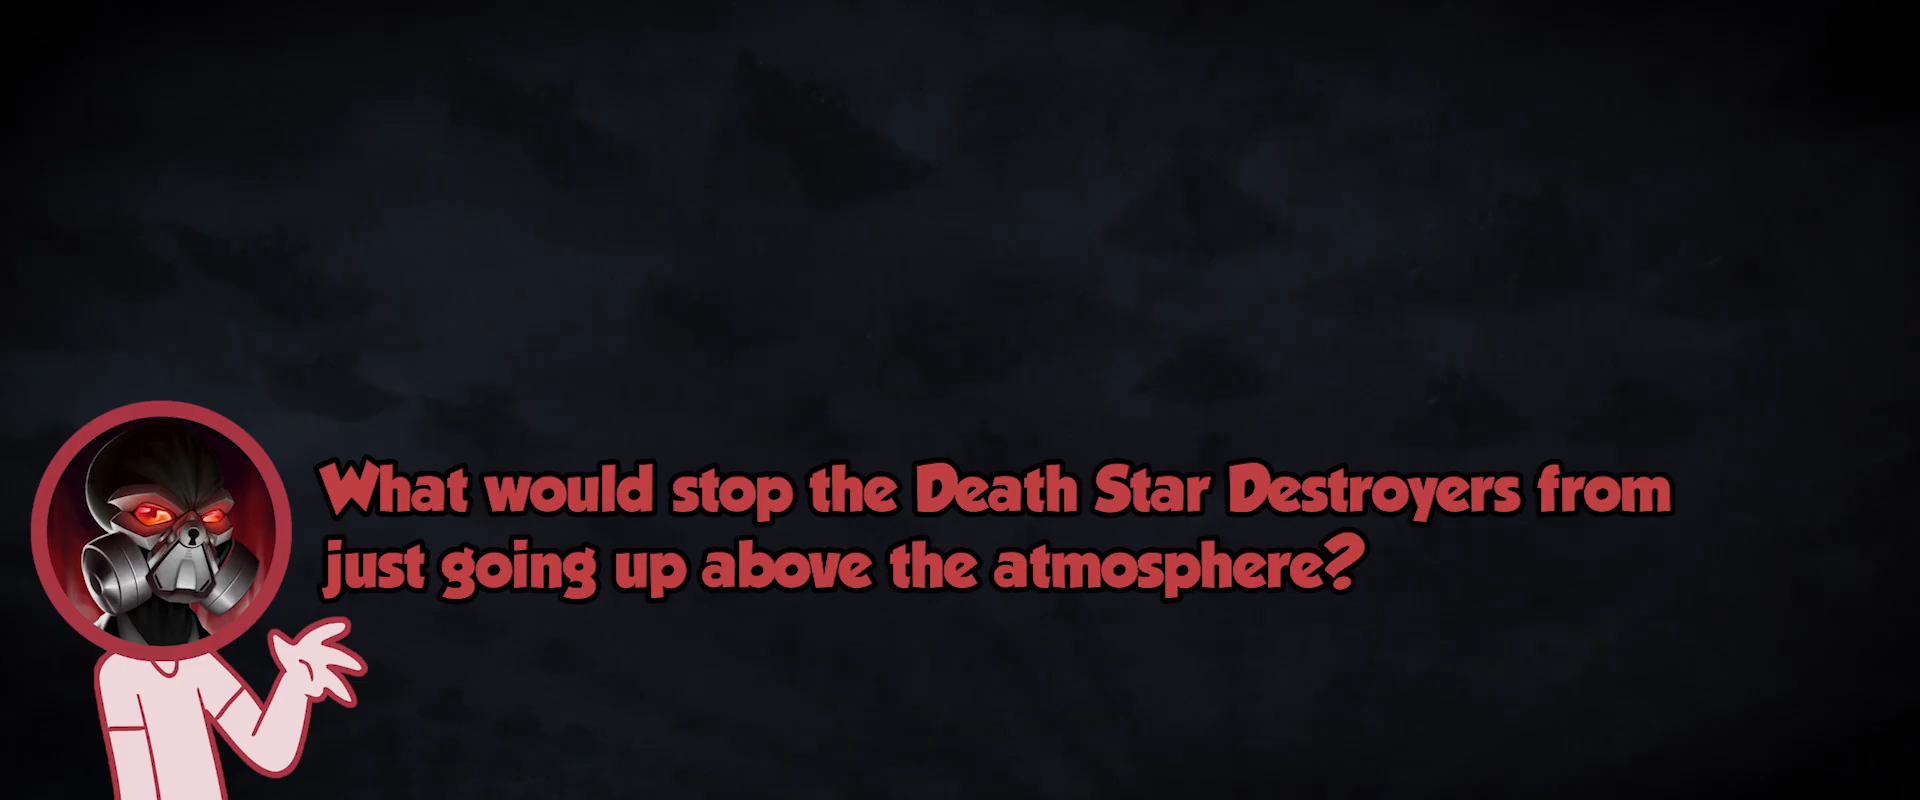 What would stop the Death Star Destroyers from
just going up above the atmosphere?